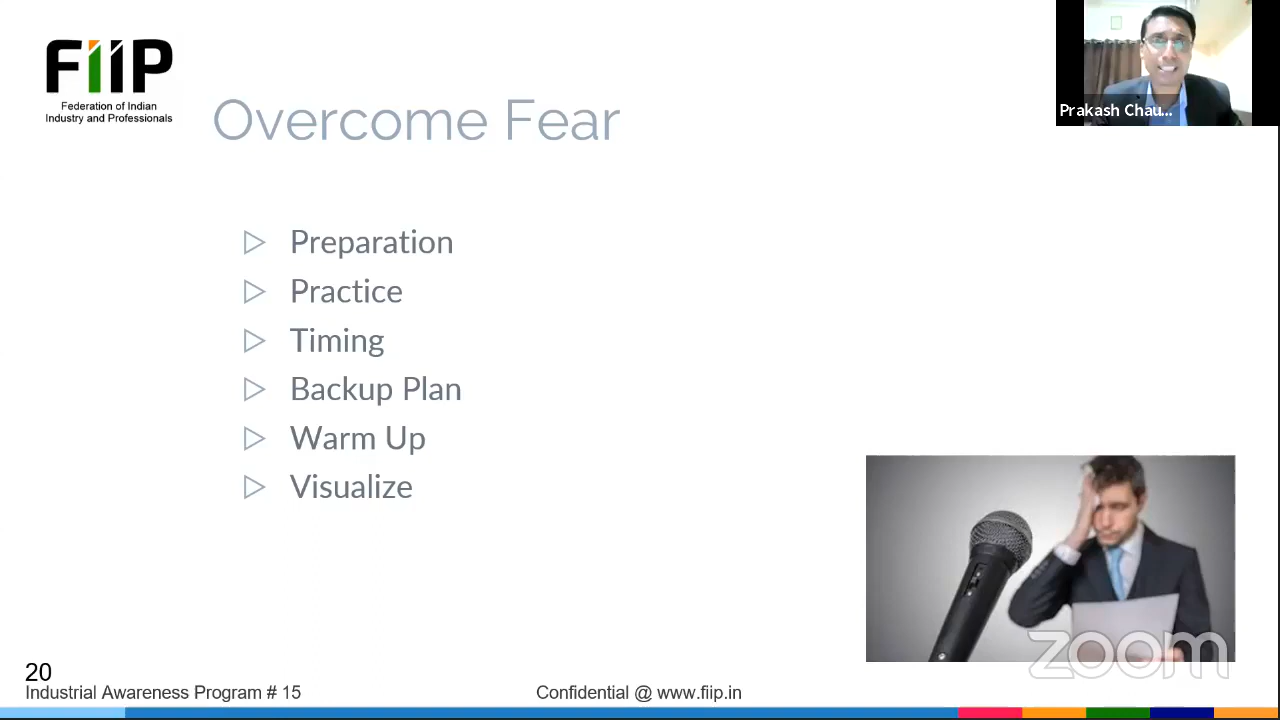 FiiP
Federation of Indian
Industry and Professionals
Overcome Fear
Prakash Chau...
Preparation
Practice
Timing
Backup Plan
Warm Up
Visualize
zoom
20
Industrial Awareness Program # 15
Confidential @ www.fiip.in